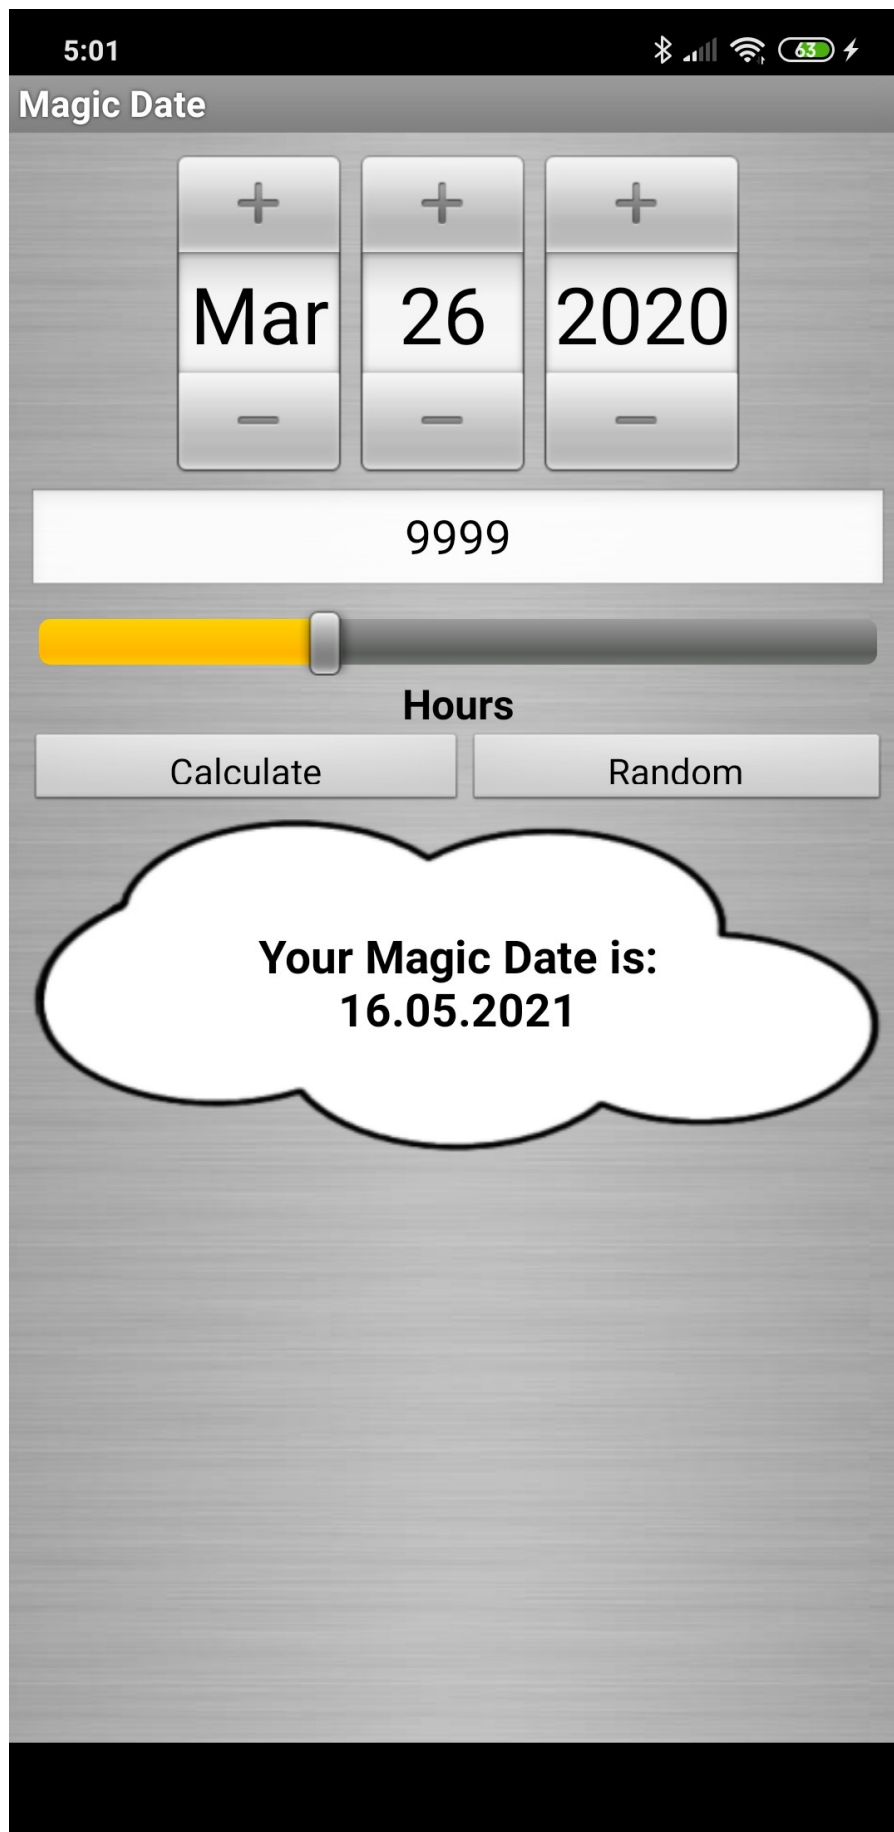 5:01
63
Magic Date
+ + +
Mar 26 2020
− − −
9999
Hours
Calculate Random
Your Magic Date is:
16.05.2021